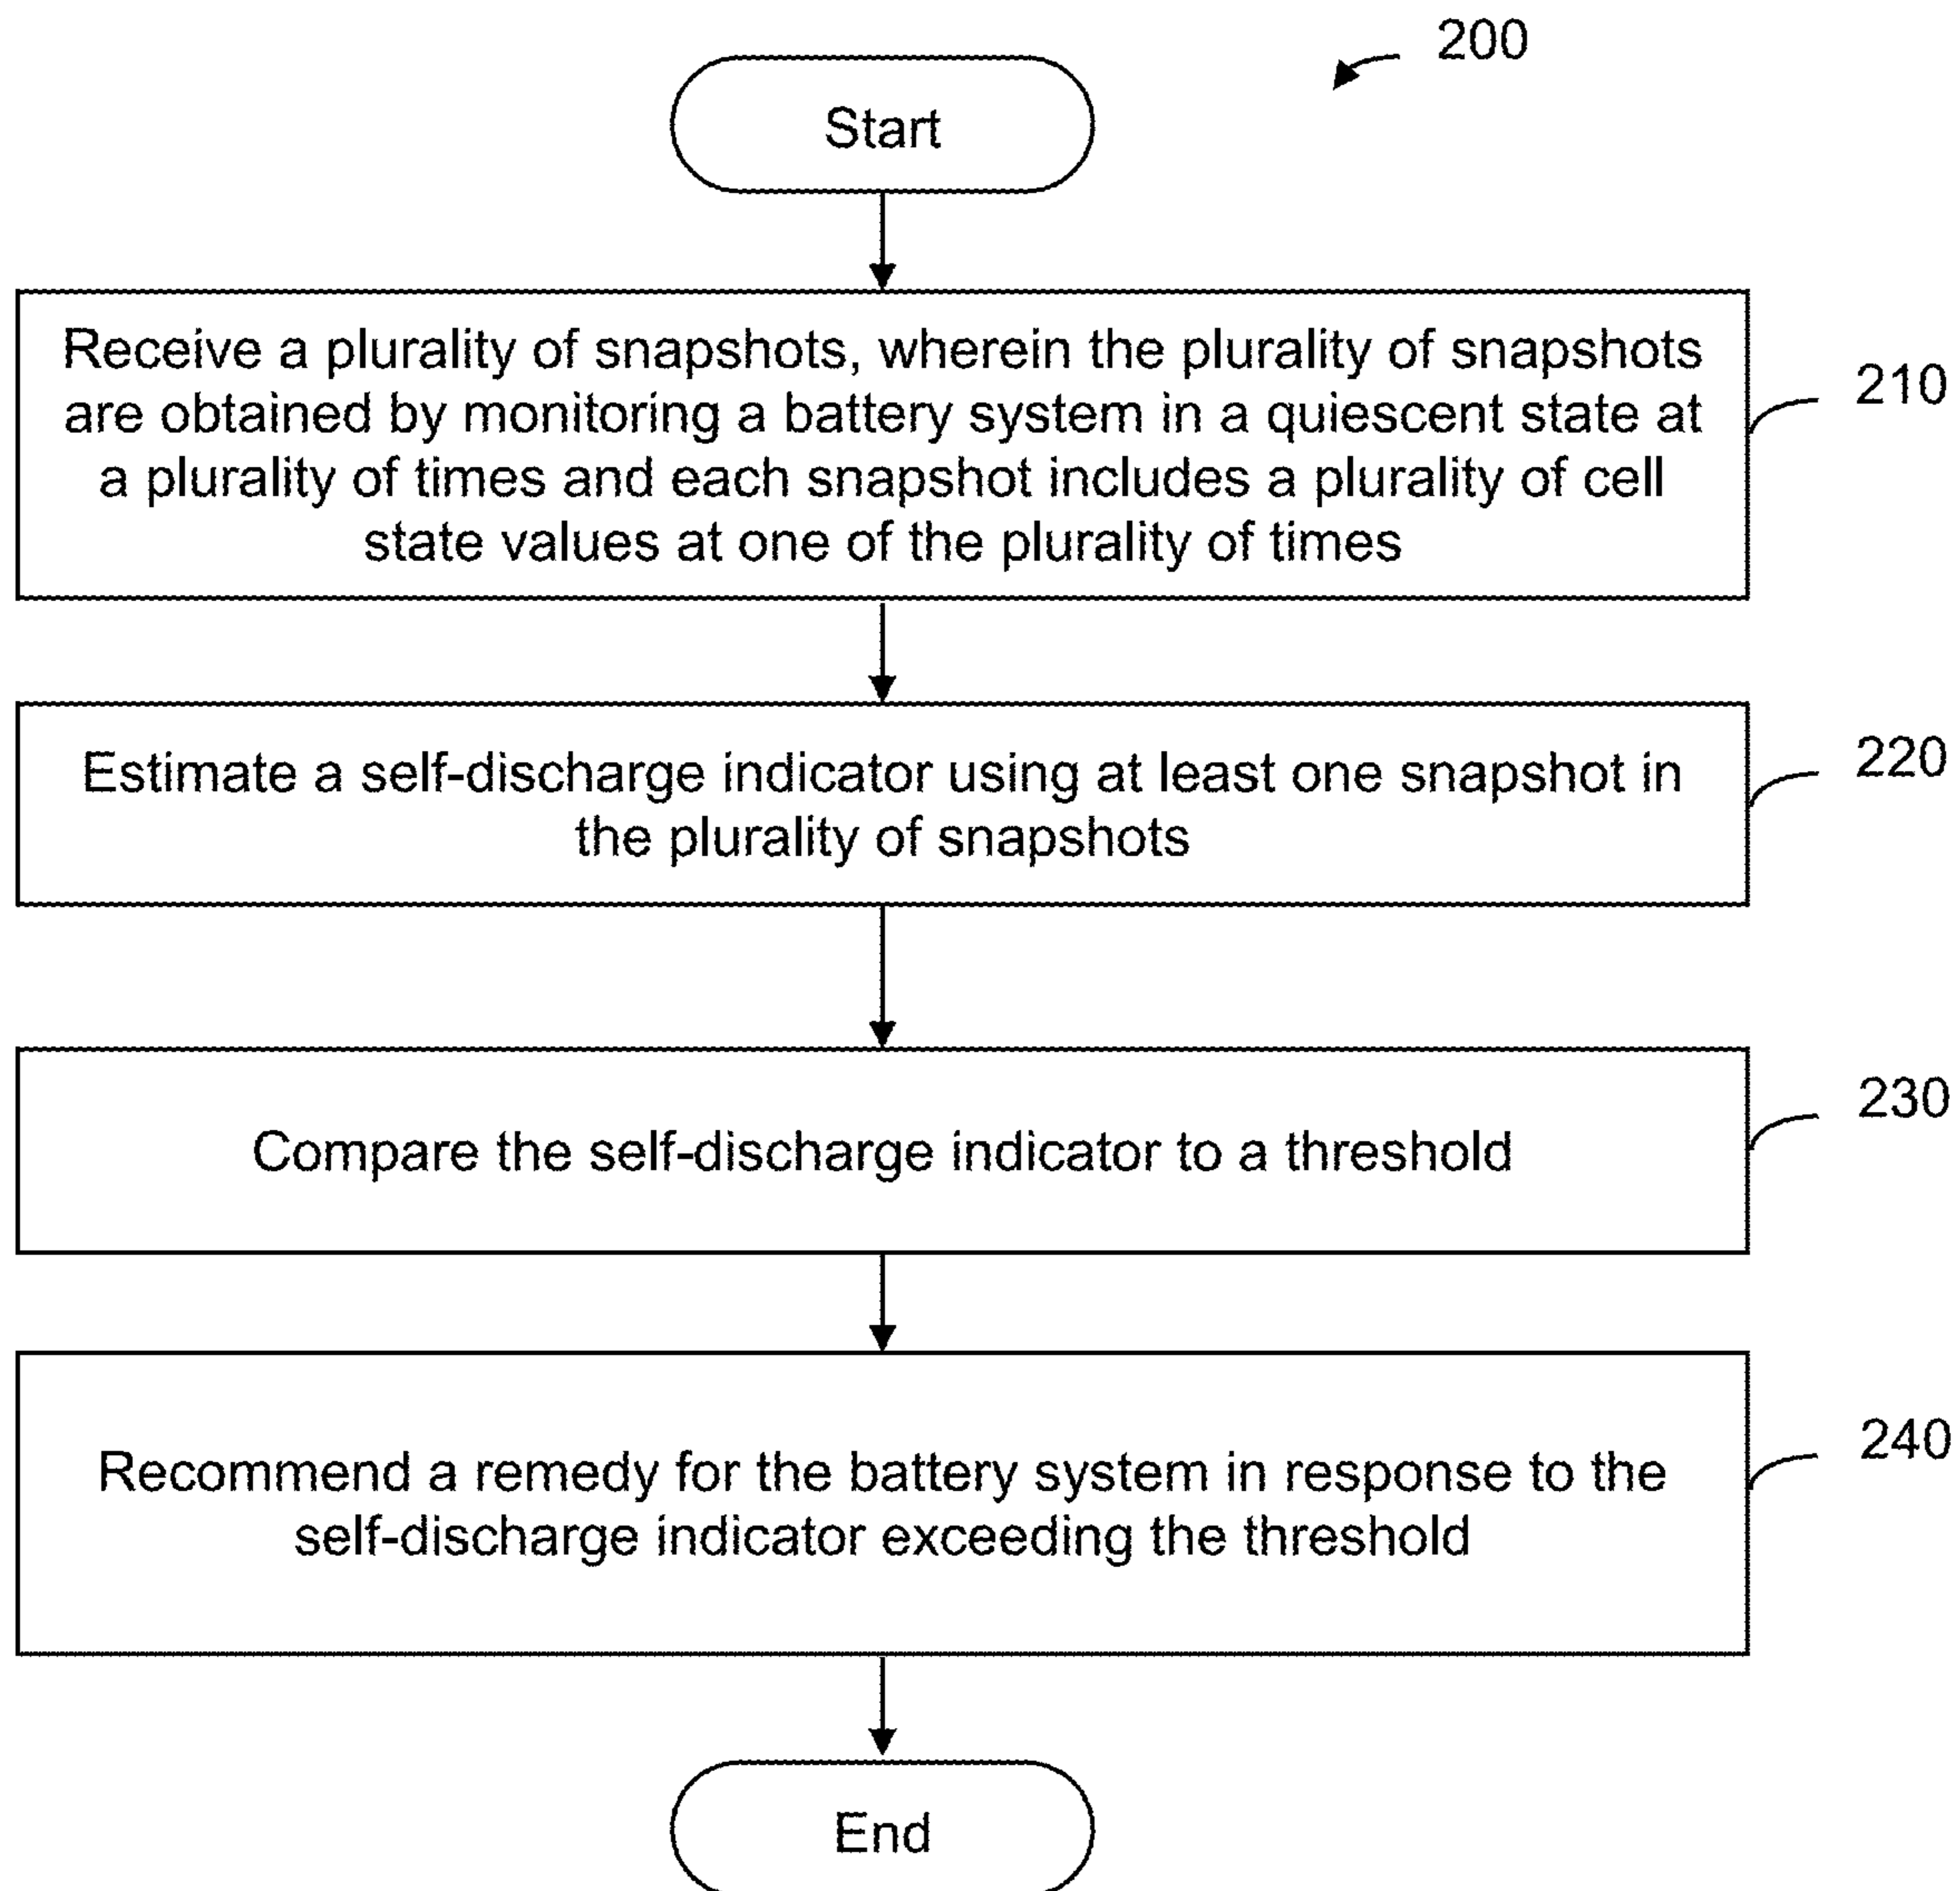 200
Start
Receive a plurality of snapshots, wherein the plurality of snapshots
are obtained by monitoring a battery system in a quiescent state at
a plurality of times and each snapshot includes a plurality of cell
state values at one of the plurality of times
210
Estimate a self-discharge indicator using at least one snapshot in
the plurality of snapshots
220
Compare the self-discharge indicator to a threshold
230
Recommend a remedy for the battery system in response to the
self-discharge indicator exceeding the threshold
240
End